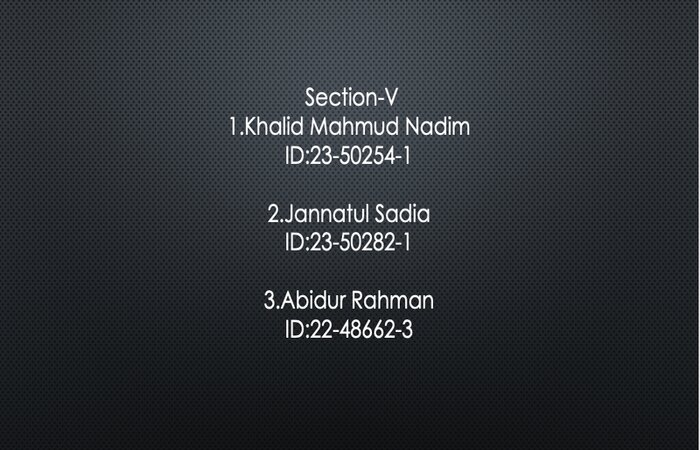 Section-V
1.Khalid Mahmud Nadim
ID:23-50254-1
2.Jannatul Sadia
ID:23-50282-1
3.Abidur Rahman
ID:22-48662-3